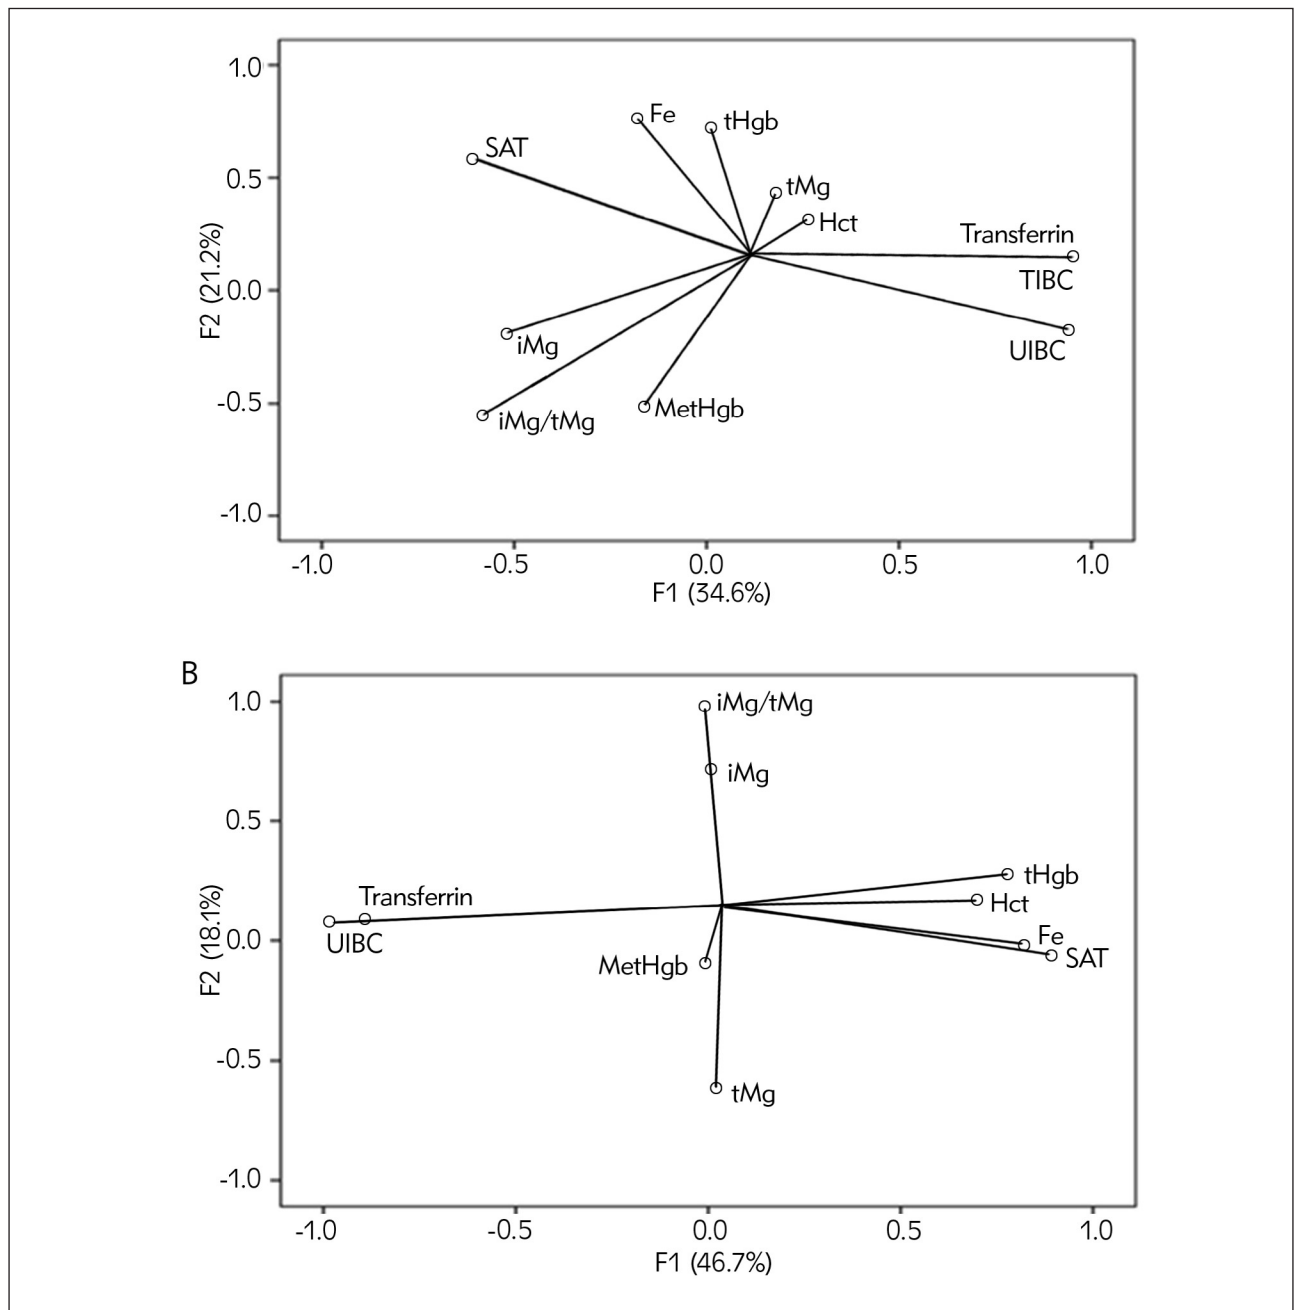 1.0
Fe
tHgb
SAT
0.5
tMg
Hct
Transferrin
TIBC
0.0
iMg
UIBC
-0.5
iMg/tMg
MetHgb
-1.0
F2 (21.2%)
-1.0
-0.5
0.0
0.5
1.0
F1 (34.6%)
B
1.0
iMg/tMg
iMg
0.5
tHgb
Transferrin
Hct
UIBC
0.0
Fe
SAT
MetHgb
-0.5
tMg
-1.0
F2 (18.1%)
-1.0
-0.5
0.0
0.5
1.0
F1 (46.7%)